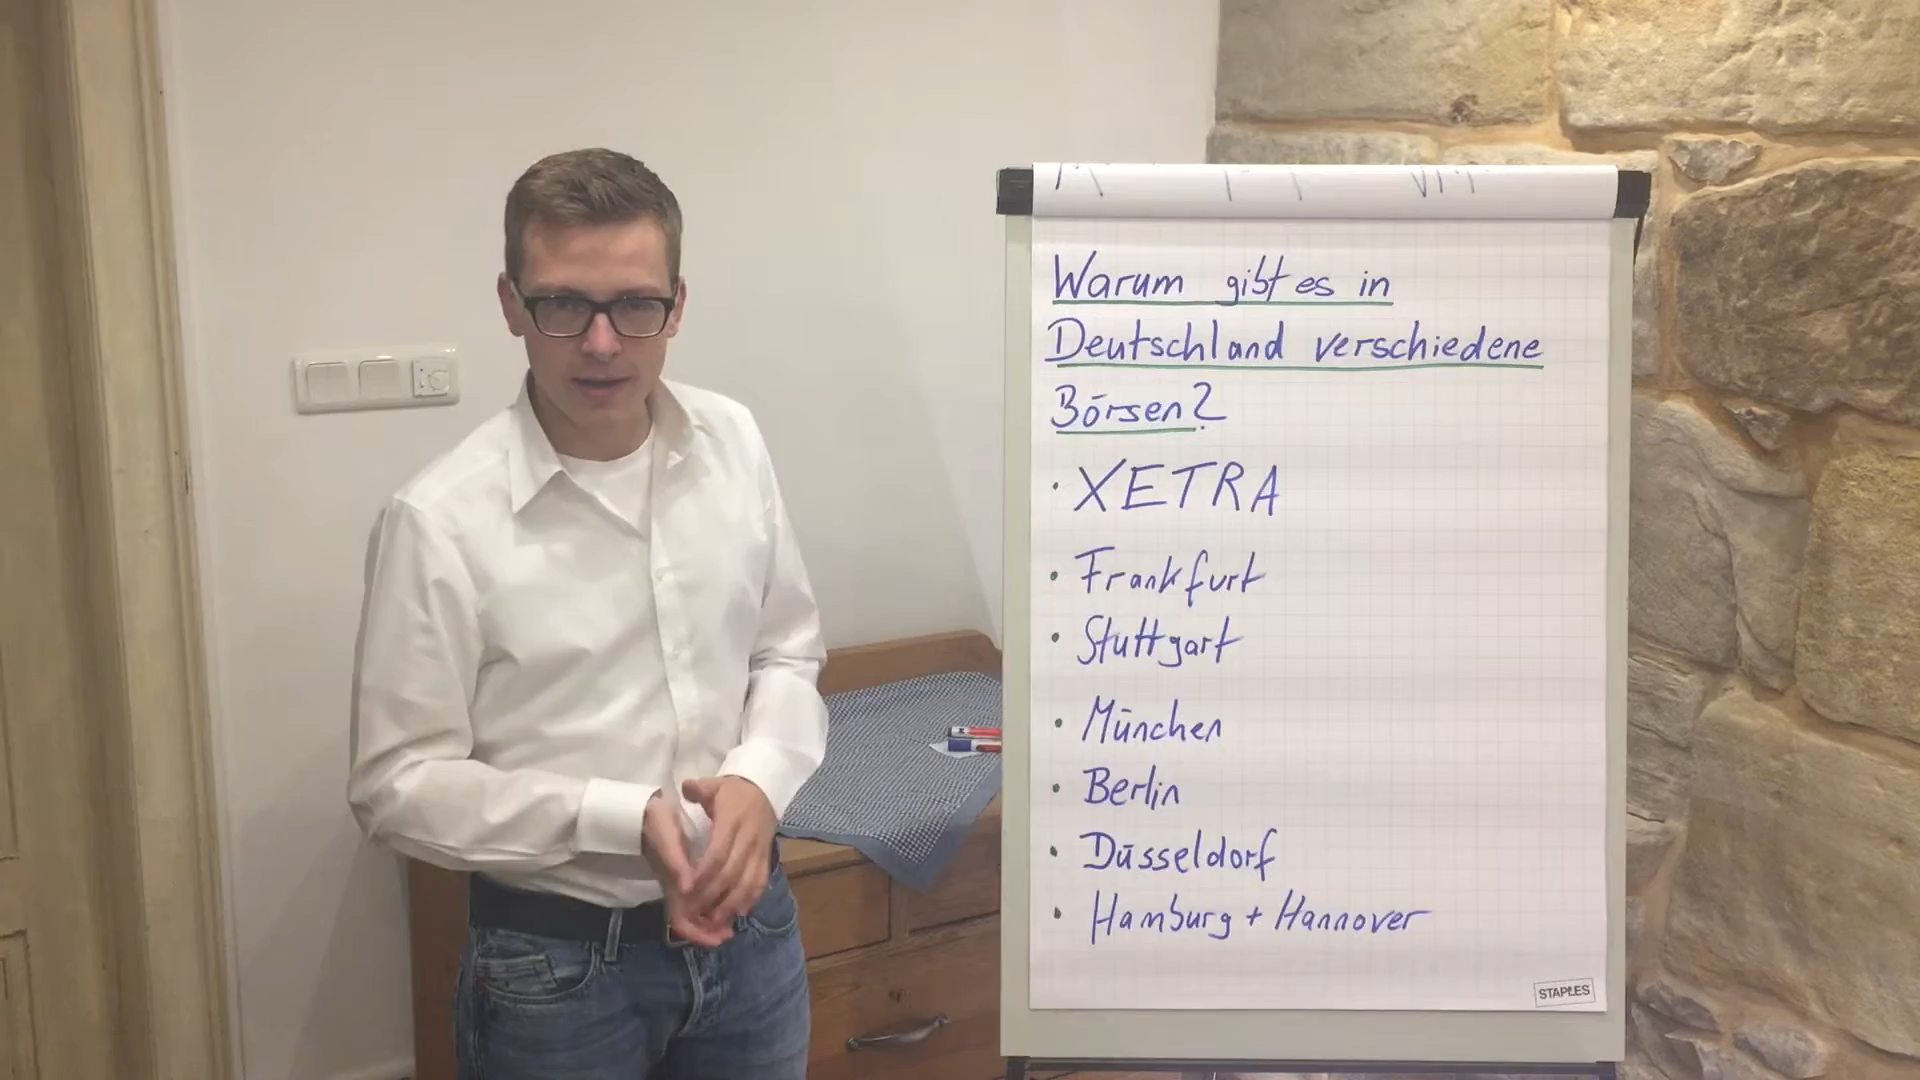 Warum gibt es in
Deutschland verschiedene
Börsen?
• XETRA
• Frankfurt
• Stuttgart
• München
• Berlin
• Düsseldorf
• Hamburg + Hannover
STAPLES